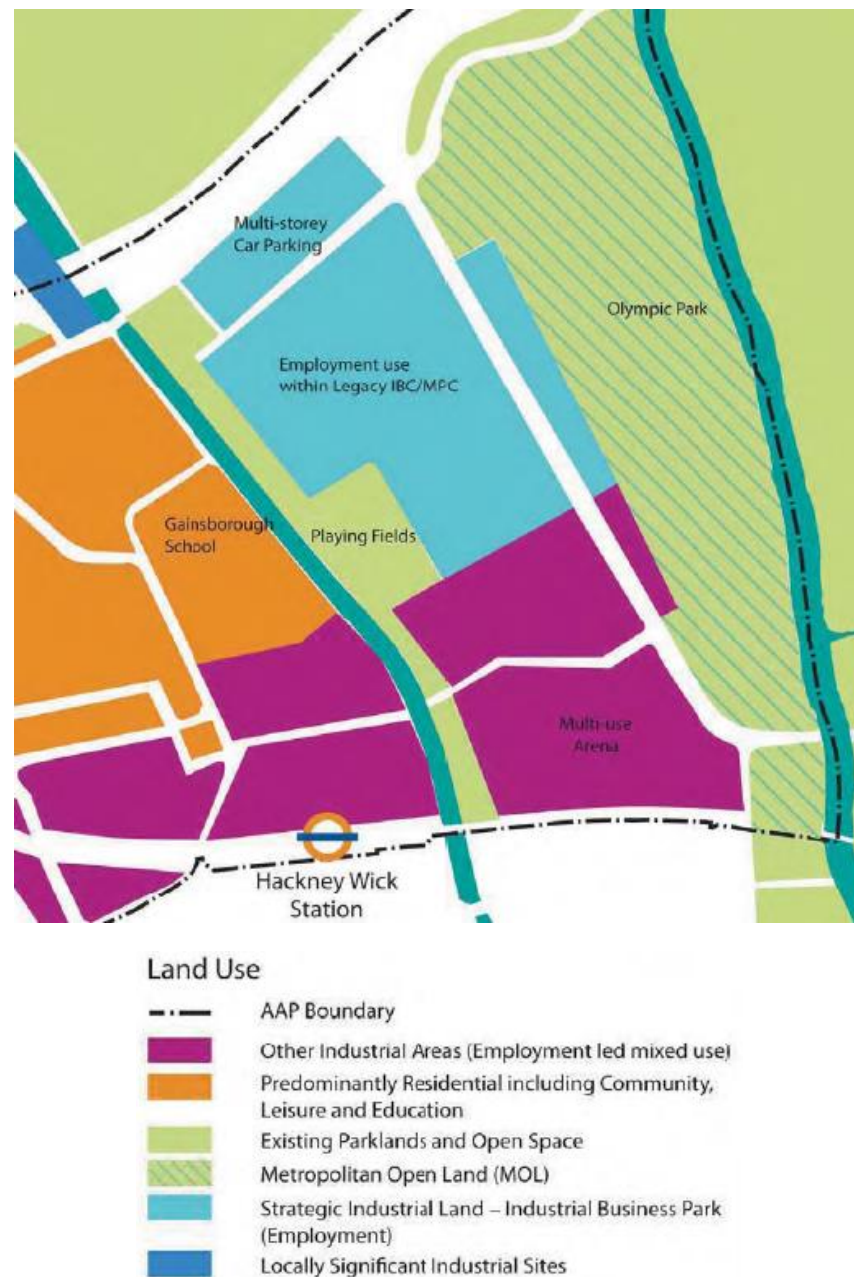 Multi-storey
Car Parking
Olympic Park
Employment use
within Legacy IBC/MPC
Gainsborough
School
Playing Fields
Multi-use
Arena
Hackney Wick
Station
Land Use
AAP Boundary
Other Industrial Areas (Employment led mixed use)
Predominantly Residential including Community,
Leisure and Education
Existing Parklands and Open Space
Metropolitan Open Land (MOL)
Strategic Industrial Land – Industrial Business Park
(Employment)
Locally Significant Industrial Sites